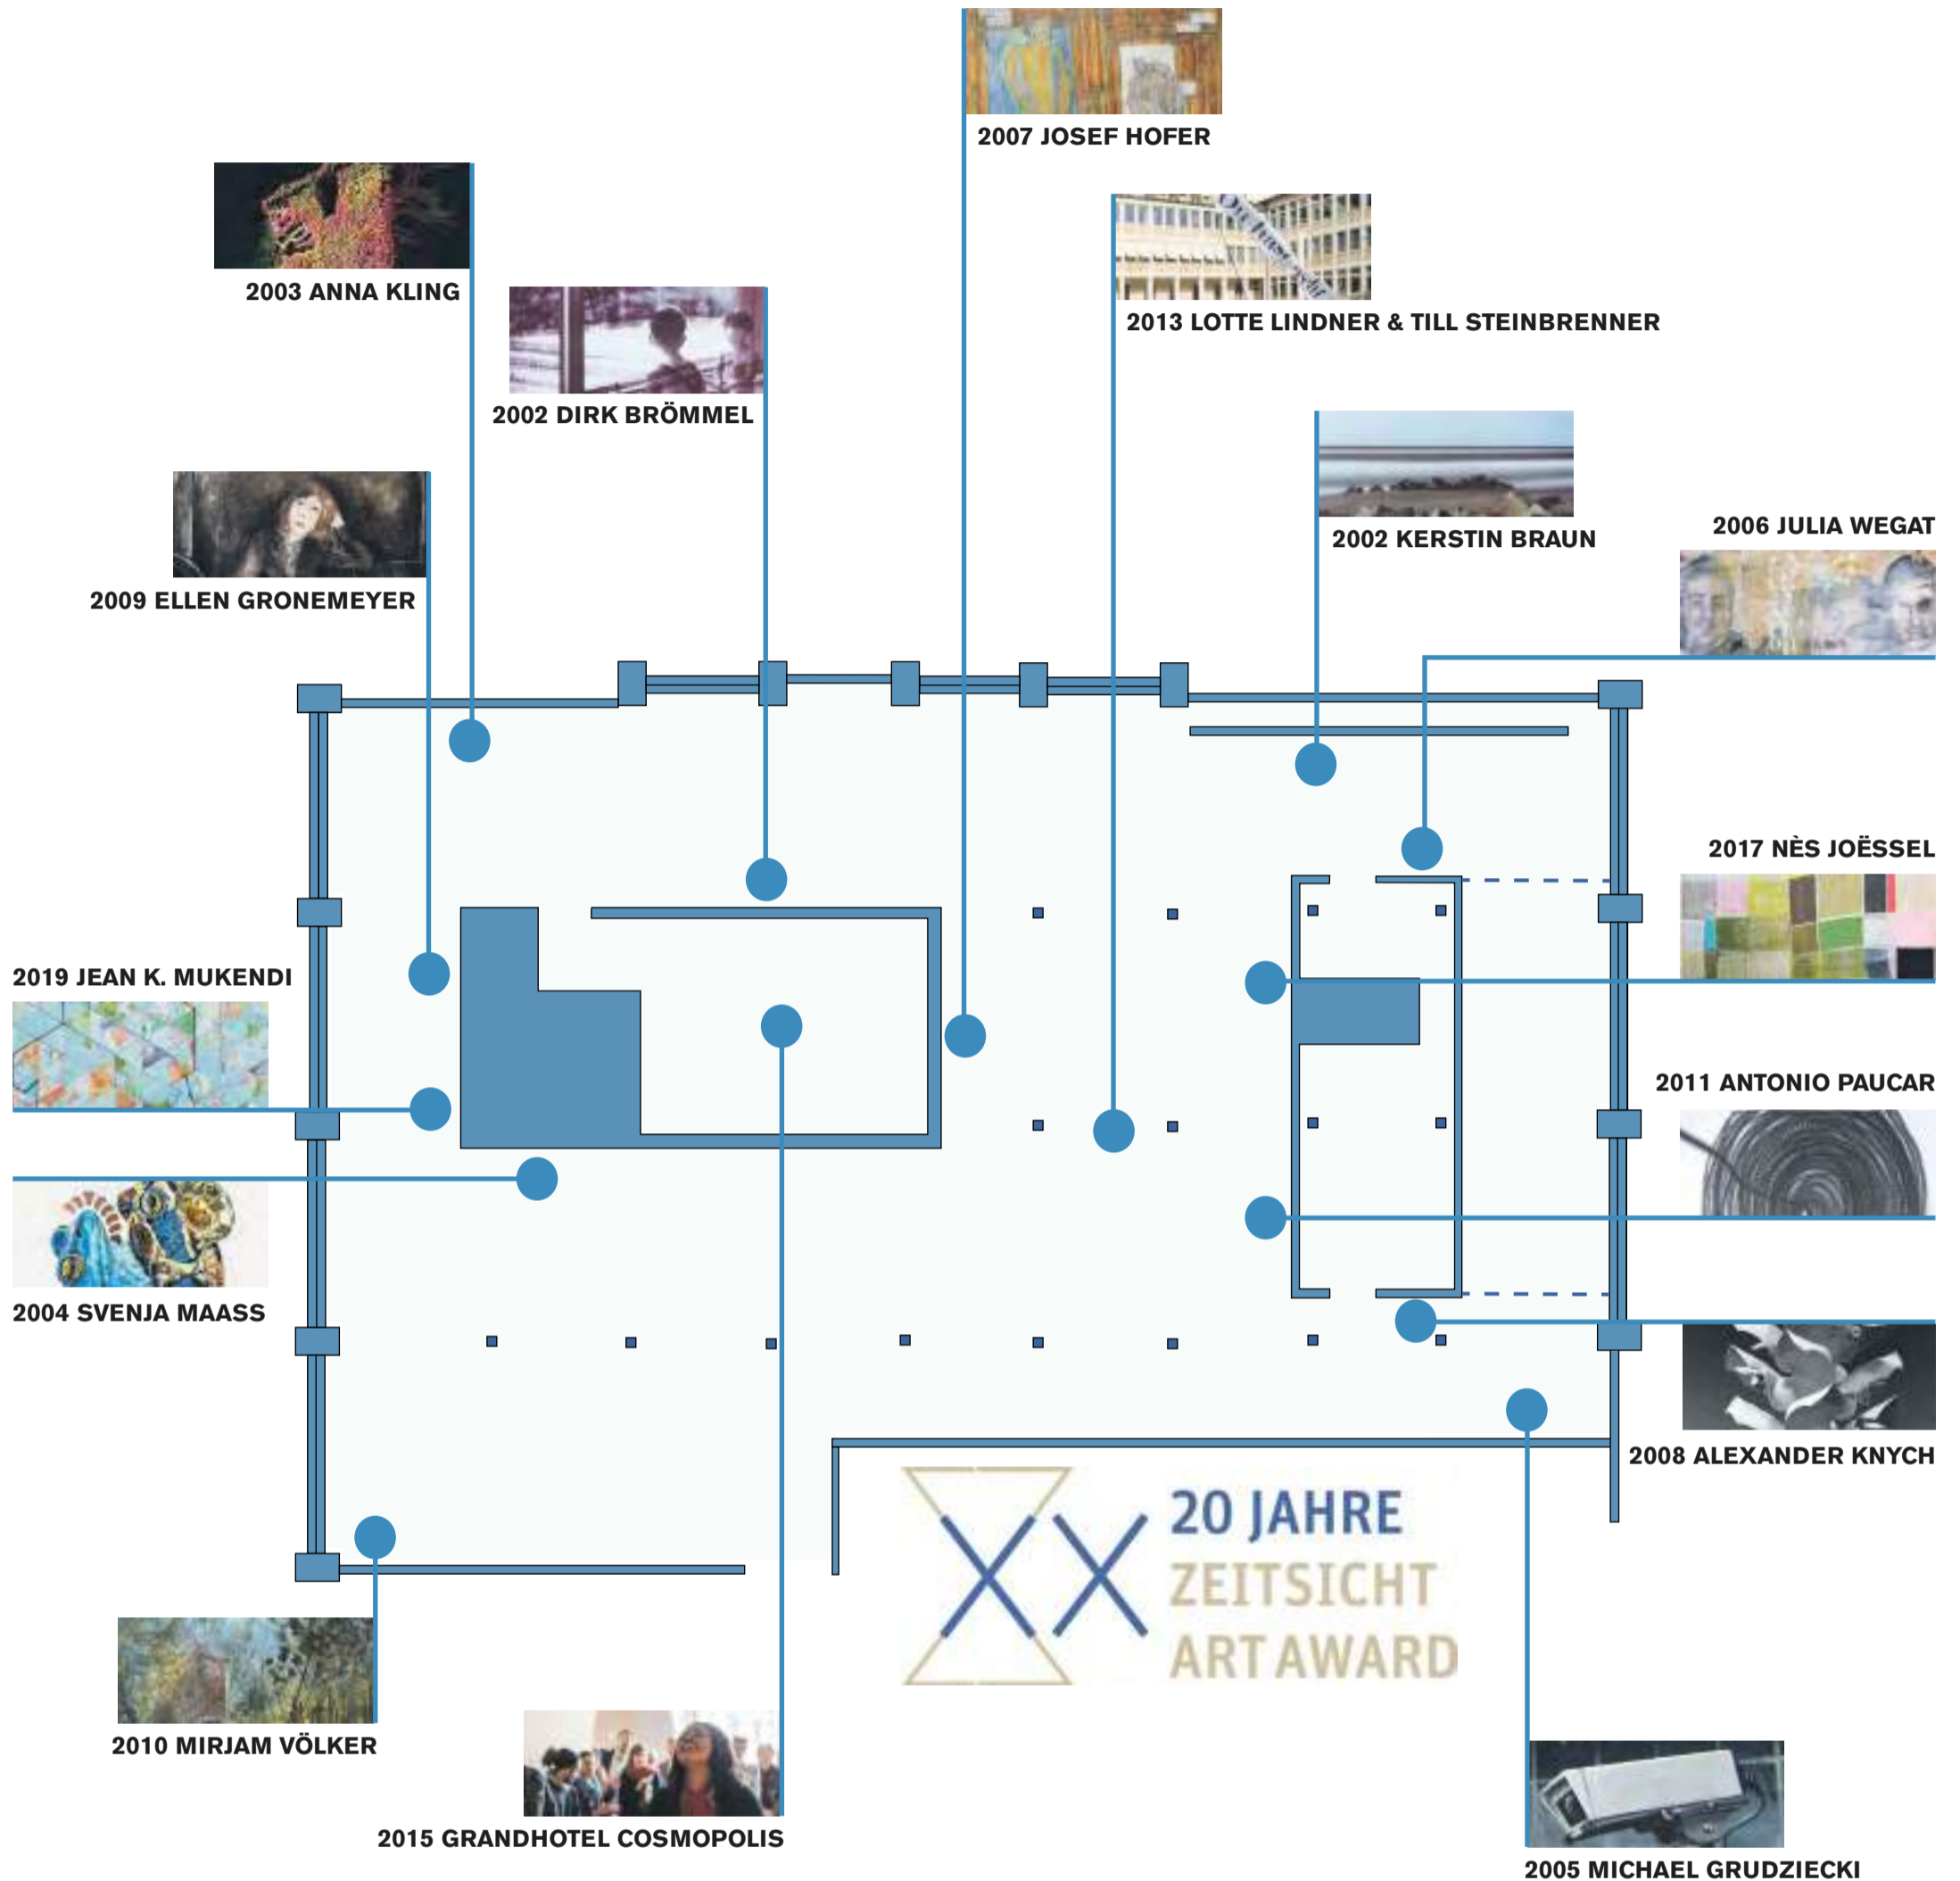 2007 JOSEF HOFER
2003 ANNA KLING
2013 LOTTE LINDNER & TILL STEINBRENNER
2002 DIRK BRÖMMEL
2002 KERSTIN BRAUN
2006 JULIA WEGAT
2009 ELLEN GRONEMEYER
2017 NÈS JOËSSEL
2019 JEAN K. MUKENDI
2011 ANTONIO PAUCAR
2004 SVENJA MAASS
2008 ALEXANDER KNYCH
20 JAHRE
ZEITSICHT
ART AWARD
2010 MIRJAM VÖLKER
2015 GRANDHOTEL COSMOPOLIS
2005 MICHAEL GRUDZIECKI